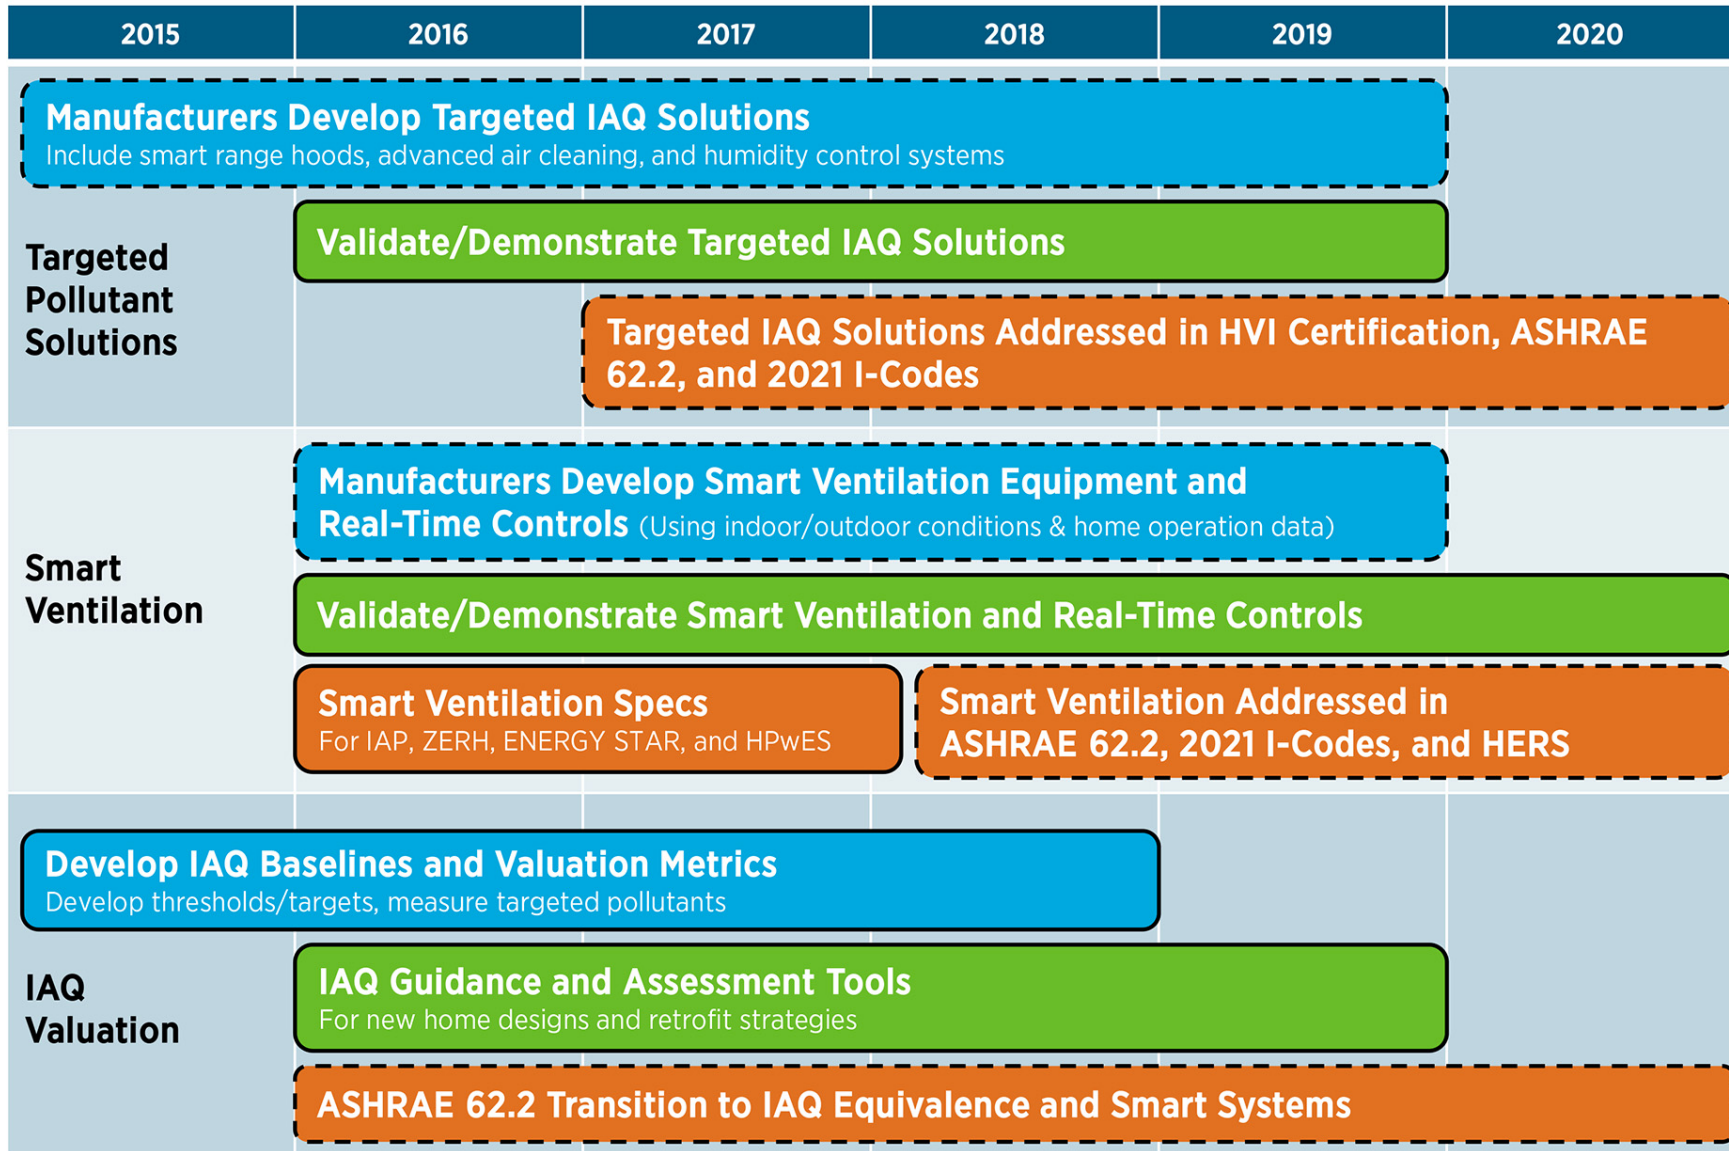 2015 2016 2017 2018 2019 2020
Manufacturers Develop Targeted IAQ Solutions
Include smart range hoods, advanced air cleaning, and humidity control systems
Targeted
Pollutant
Solutions
Validate/Demonstrate Targeted IAQ Solutions
Targeted IAQ Solutions Addressed in HVI Certification, ASHRAE
62.2, and 2021 I-Codes
Smart
Ventilation
Manufacturers Develop Smart Ventilation Equipment and
Real-Time Controls (Using indoor/outdoor conditions & home operation data)
Validate/Demonstrate Smart Ventilation and Real-Time Controls
Smart Ventilation Specs
For IAP, ZERH, ENERGY STAR, and HPwES
Smart Ventilation Addressed in
ASHRAE 62.2, 2021 I-Codes, and HERS
Develop IAQ Baselines and Valuation Metrics
Develop thresholds/targets, measure targeted pollutants
IAQ
Valuation
IAQ Guidance and Assessment Tools
For new home designs and retrofit strategies
ASHRAE 62.2 Transition to IAQ Equivalence and Smart Systems